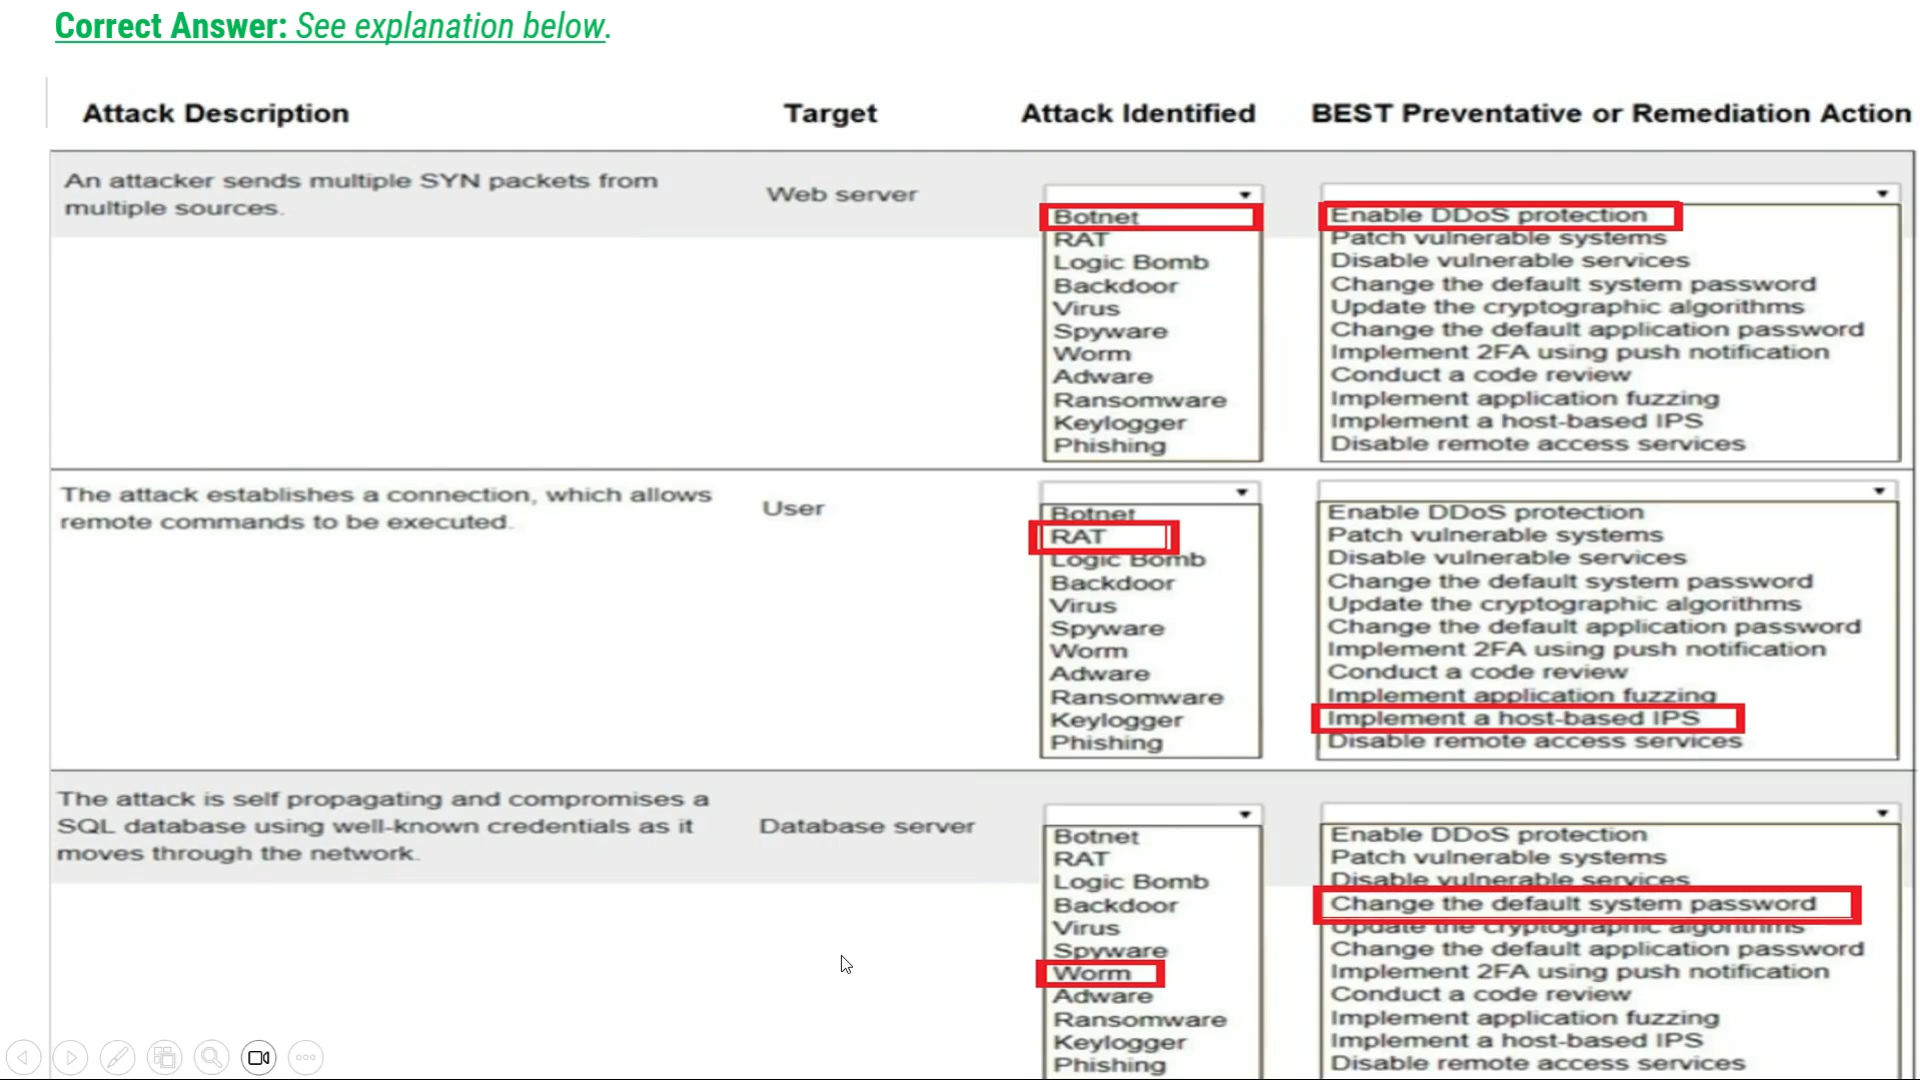 Correct Answer: See explanation below.
Attack Description
Target
Attack Identified
BEST Preventative or Remediation Action
An attacker sends multiple SYN packets from
multiple sources.
Web server
Botnet
RAT
Logic Bomb
Backdoor
Virus
Spyware
Worm
Adware
Ransomware
Keylogger
Phishing
Enable DDoS protection
Patch vulnerable systems
Disable vulnerable services
Change the default system password
Update the cryptographic algorithms
Change the default application password
Implement 2FA using push notification
Conduct a code review
Implement application fuzzing
Implement a host-based IPS
Disable remote access services
The attack establishes a connection, which allows
remote commands to be executed.
User
Botnet
RAT
Logic Bomb
Backdoor
Virus
Spyware
Worm
Adware
Ransomware
Keylogger
Phishing
Enable DDoS protection
Patch vulnerable systems
Disable vulnerable services
Change the default system password
Update the cryptographic algorithms
Change the default application password
Implement 2FA using push notification
Conduct a code review
Implement application fuzzing
Implement a host-based IPS
Disable remote access services
The attack is self propagating and compromises a
SQL database using well-known credentials as it
moves through the network.
Database server
Botnet
RAT
Logic Bomb
Backdoor
Virus
Spyware
Worm
Adware
Ransomware
Keylogger
Phishing
Enable DDoS protection
Patch vulnerable systems
Disable vulnerable services
Change the default system password
Update the cryptographic algorithms
Change the default application password
Implement 2FA using push notification
Conduct a code review
Implement application fuzzing
Implement a host-based IPS
Disable remote access services